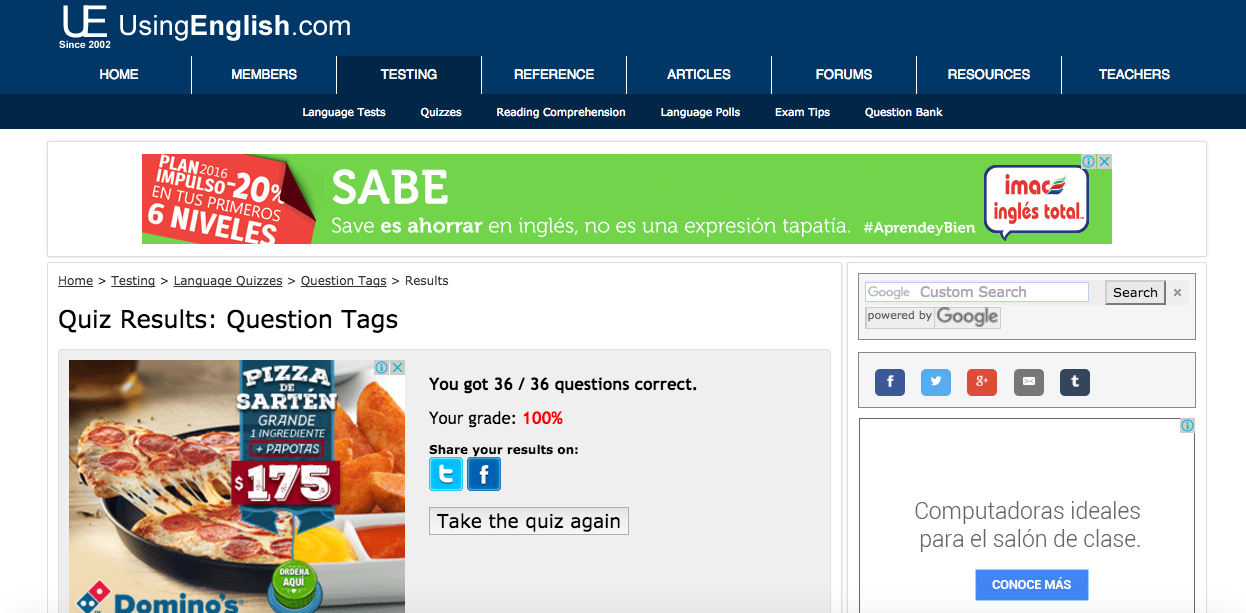 UE
Since 2002
UsingEnglish.com
HOME MEMBERS TESTING REFERENCE ARTICLES FORUMS RESOURCES TEACHERS
Language Tests Quizzes Reading Comprehension Language Polls Exam Tips Question Bank
PLAN 2016
IMPULSO -20%
EN TUS PRIMEROS
6 NIVELES
SABE
Save es ahorrar en inglés, no es una expresión tapatía. #AprendeyBien
imac
inglés total
Home > Testing > Language Quizzes > Question Tags > Results
Quiz Results: Question Tags
PIZZA
DE
SARTÉN
GRANDE
1 INGREDIENTE
+ PAPOTAS
$175
ORDENA
AQUÍ
Domino's
You got 36 / 36 questions correct.
Your grade: 100%
Share your results on:
Take the quiz again
Google Custom Search Search ×
powered by Google
Computadoras ideales
para el salón de clase.
CONOCE MÁS